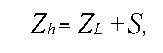 Zh = ZL + S,